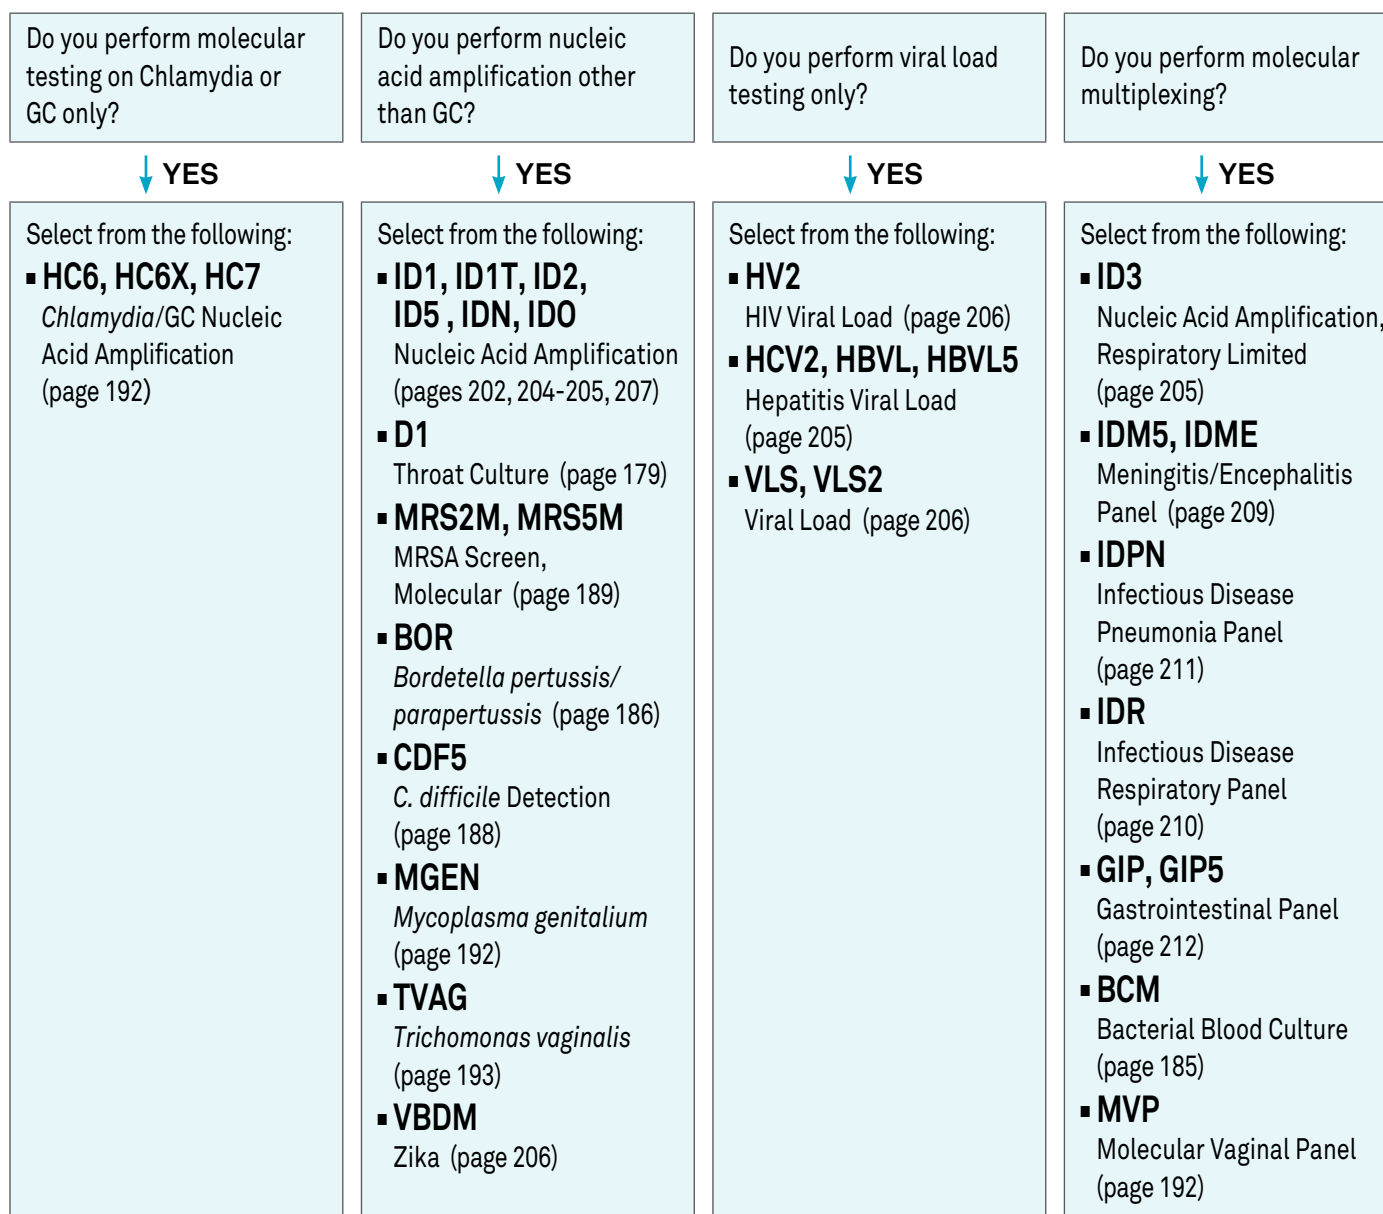 Do you perform molecular
testing on Chlamydia or
GC only?
YES
Select from the following:
▪ HC6, HC6X, HC7
Chlamydia/GC Nucleic
Acid Amplification
(page 192)
Do you perform nucleic
acid amplification other
than GC?
YES
Select from the following:
▪ ID1, ID1T, ID2,
ID5 , IDN, IDO
Nucleic Acid Amplification
(pages 202, 204-205, 207)
▪ D1
Throat Culture (page 179)
▪ MRS2M, MRS5M
MRSA Screen,
Molecular (page 189)
▪ BOR
Bordetella pertussis/
parapertussis (page 186)
▪ CDF5
C. difficile Detection
(page 188)
▪ MGEN
Mycoplasma genitalium
(page 192)
▪ TVAG
Trichomonas vaginalis
(page 193)
▪ VBDM
Zika (page 206)
Do you perform viral load
testing only?
YES
Select from the following:
▪ HV2
HIV Viral Load (page 206)
▪ HCV2, HBVL, HBVL5
Hepatitis Viral Load
(page 205)
▪ VLS, VLS2
Viral Load (page 206)
Do you perform molecular
multiplexing?
YES
Select from the following:
▪ ID3
Nucleic Acid Amplification,
Respiratory Limited
(page 205)
▪ IDM5, IDME
Meningitis/Encephalitis
Panel (page 209)
▪ IDPN
Infectious Disease
Pneumonia Panel
(page 211)
▪ IDR
Infectious Disease
Respiratory Panel
(page 210)
▪ GIP, GIP5
Gastrointestinal Panel
(page 212)
▪ BCM
Bacterial Blood Culture
(page 185)
▪ MVP
Molecular Vaginal Panel
(page 192)